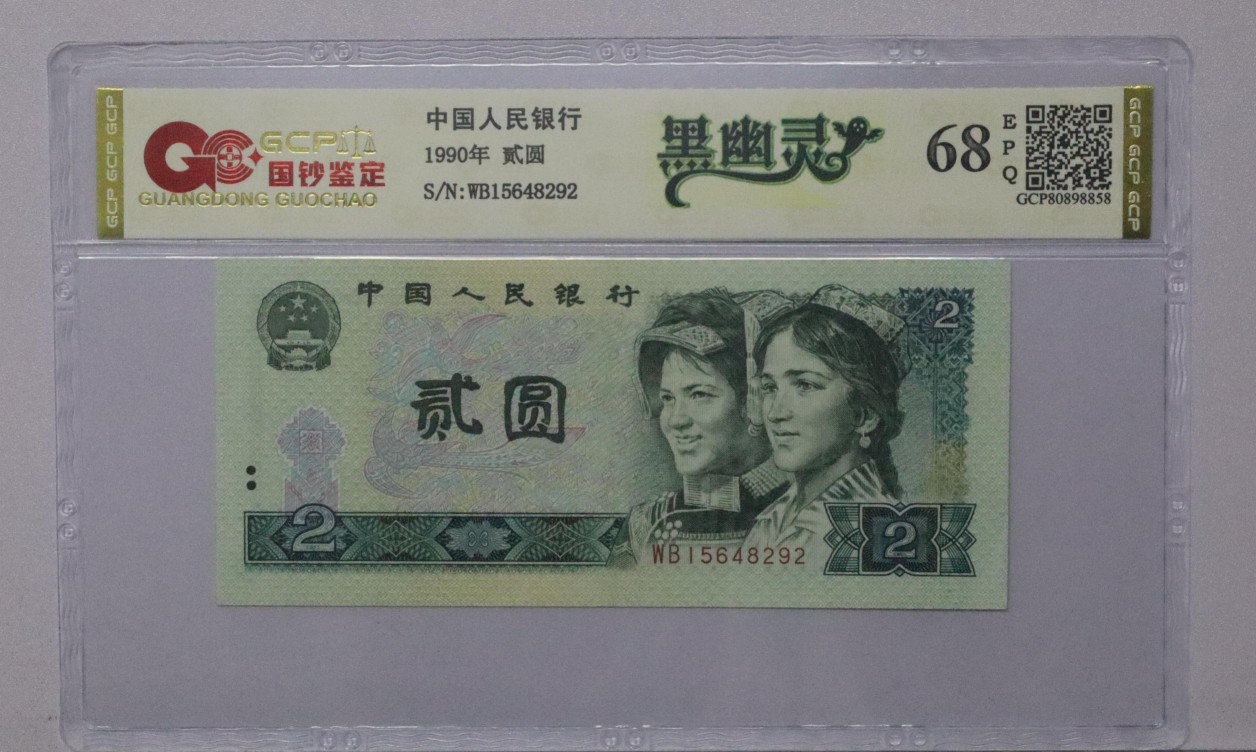 GCP GCP GCP
GCP
国钞鉴定
GUANGDONG GUOCHAO
中国人民银行
1990年 贰圆
S/N:WB15648292
黑幽灵
68
EPQ
GCP80898858
GCP GCP GCP
中国人民银行
2
贰圆
2
WB15648292
2